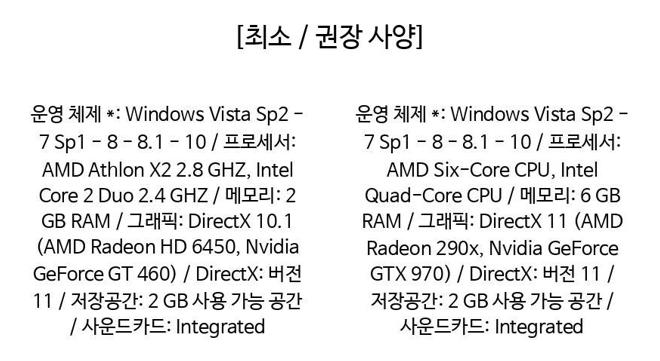 [최소 / 권장 사양]
운영 체제 *: Windows Vista Sp2 -
7 Sp1 - 8 - 8.1 - 10 / 프로세서:
AMD Athlon X2 2.8 GHZ, Intel
Core 2 Duo 2.4 GHZ / 메모리: 2
GB RAM / 그래픽: DirectX 10.1
(AMD Radeon HD 6450, Nvidia
GeForce GT 460) / DirectX: 버전
11 / 저장공간: 2 GB 사용 가능 공간
/ 사운드카드: Integrated
운영 체제 *: Windows Vista Sp2 -
7 Sp1 - 8 - 8.1 - 10 / 프로세서:
AMD Six-Core CPU, Intel
Quad-Core CPU / 메모리: 6 GB
RAM / 그래픽: DirectX 11 (AMD
Radeon 290x, Nvidia GeForce
GTX 970) / DirectX: 버전 11 /
저장공간: 2 GB 사용 가능 공간 /
사운드카드: Integrated